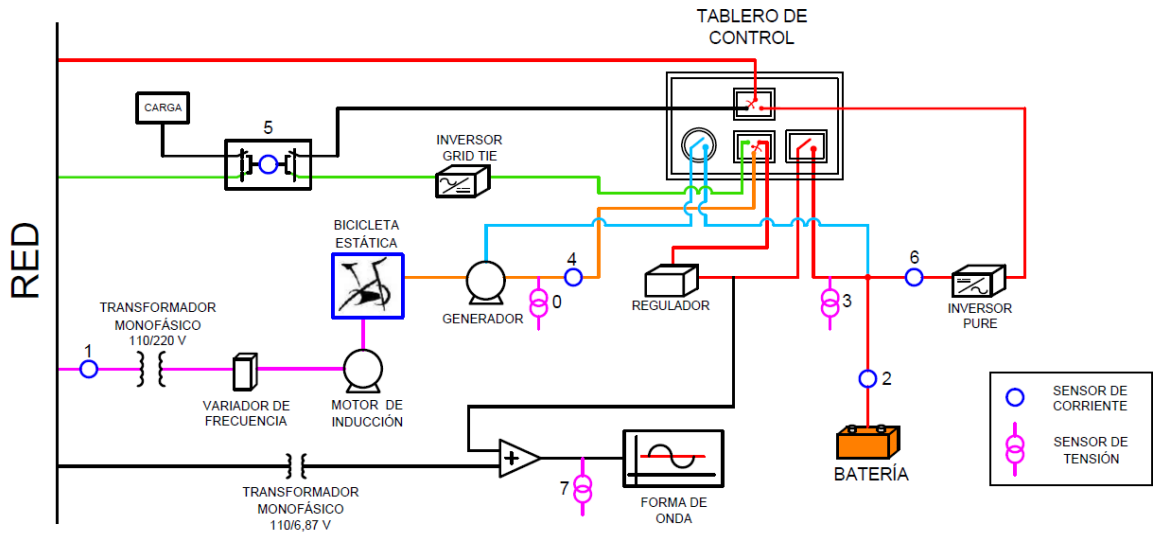 TABLERO DE
CONTROL
RED
CARGA
5
INVERSOR
GRID TIE
BICICLETA
ESTÁTICA
4
6
0
GENERADOR
REGULADOR
3
INVERSOR
PURE
TRANSFORMADOR
MONOFÁSICO
110/220 V
1
2
VARIADOR DE
FRECUENCIA
MOTOR DE
INDUCCIÓN
SENSOR DE
CORRIENTE
SENSOR DE
TENSIÓN
BATERÍA
+
7
TRANSFORMADOR
MONOFÁSICO
110/6,87 V
FORMA DE
ONDA